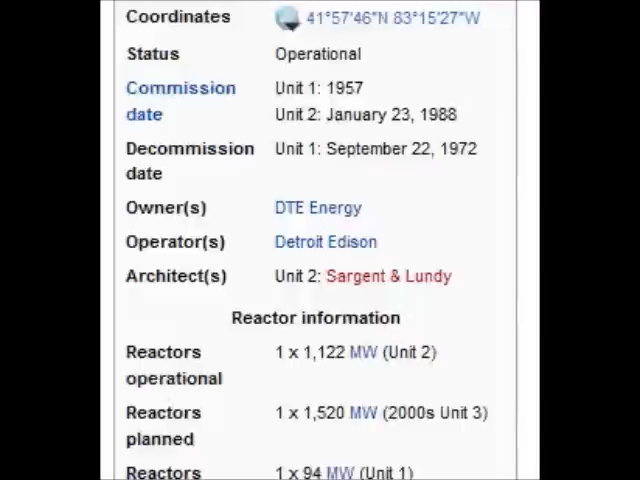 Coordinates 41°57′46″N 83°15′27″W
Status Operational
Commission date Unit 1: 1957
Unit 2: January 23, 1988
Decommission date Unit 1: September 22, 1972
Owner(s) DTE Energy
Operator(s) Detroit Edison
Architect(s) Unit 2: Sargent & Lundy
Reactor information
Reactors operational 1 x 1,122 MW (Unit 2)
Reactors planned 1 x 1,520 MW (2000s Unit 3)
Reactors 1 x 94 MW (Unit 1)